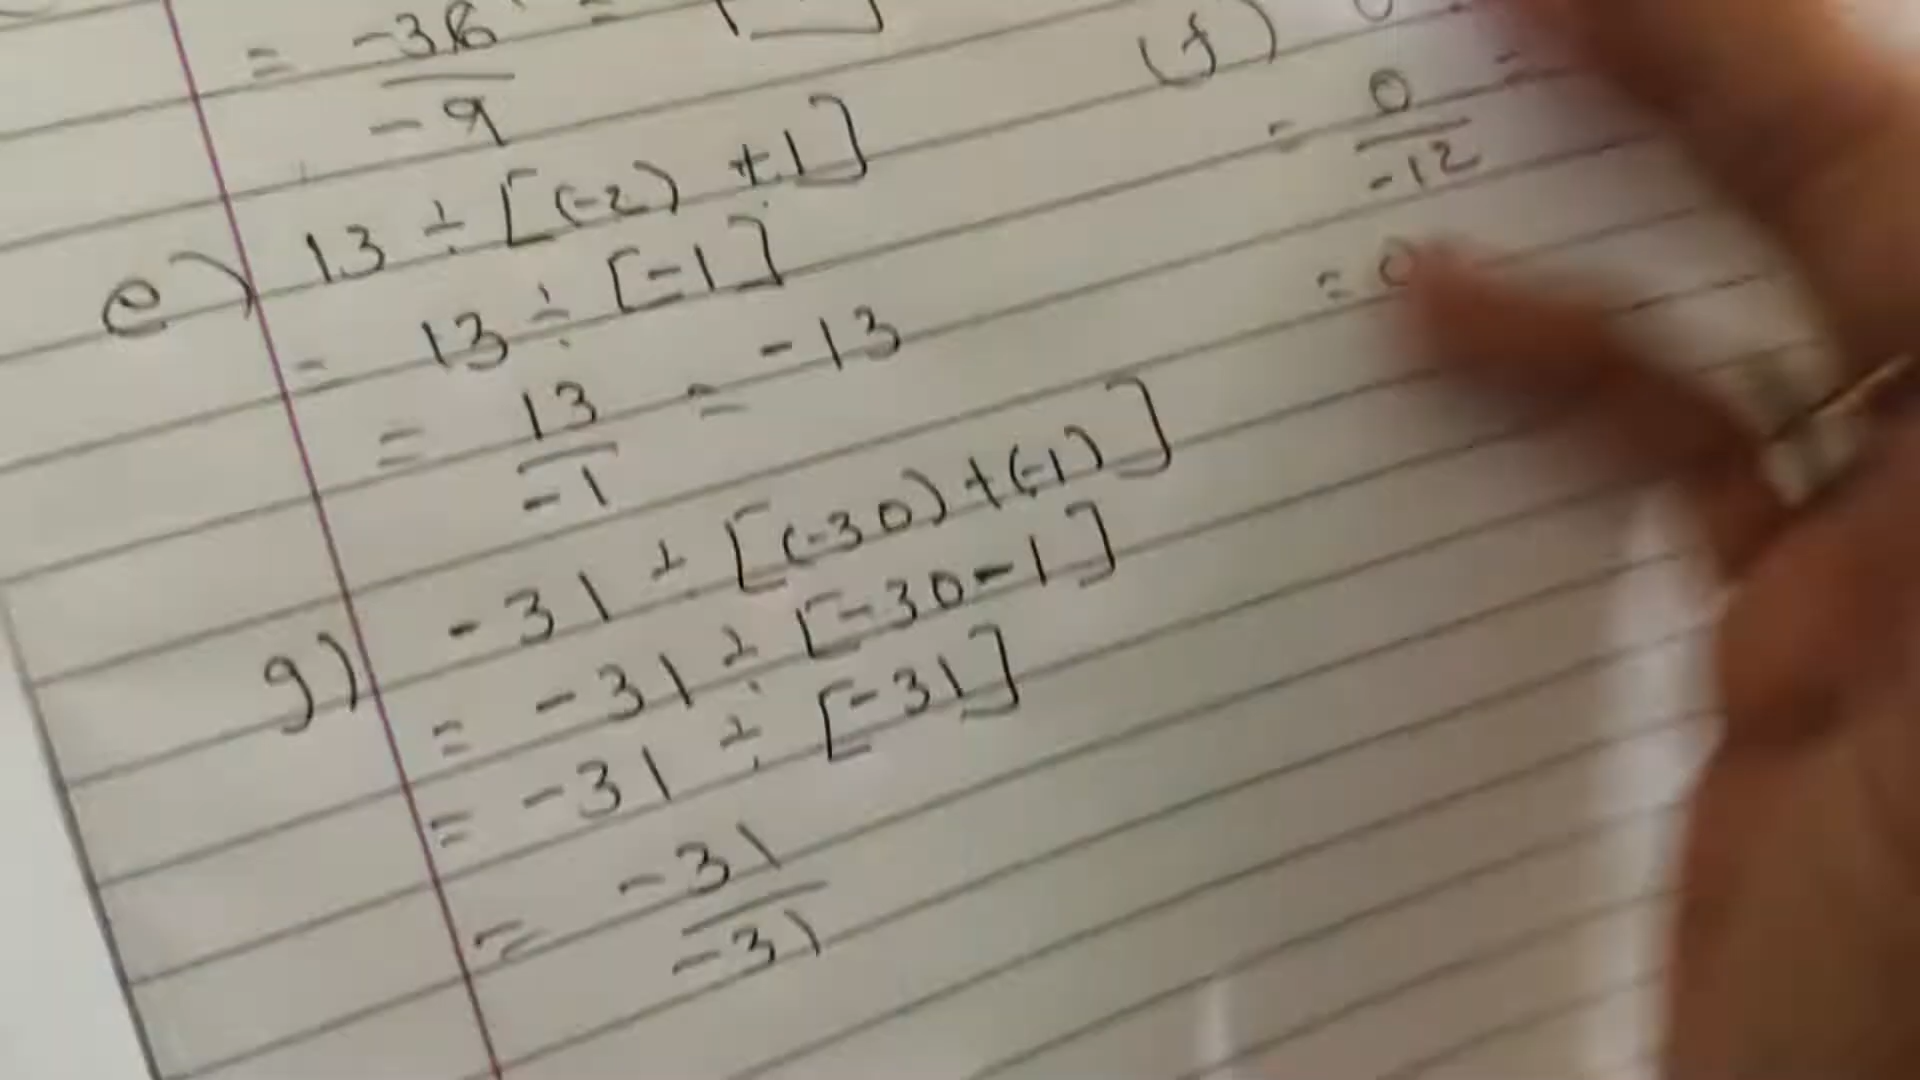 = -36 / -9 =
e) 13 ÷ [(-2) + 1]
= 13 ÷ [-1]
= 13 / -1 = -13
g) -31 ÷ [(-30) + (-1)]
= -31 ÷ [-30 - 1]
= -31 ÷ [-31]
= -31 / -31
(f)
= 0 / -12 =
= 0